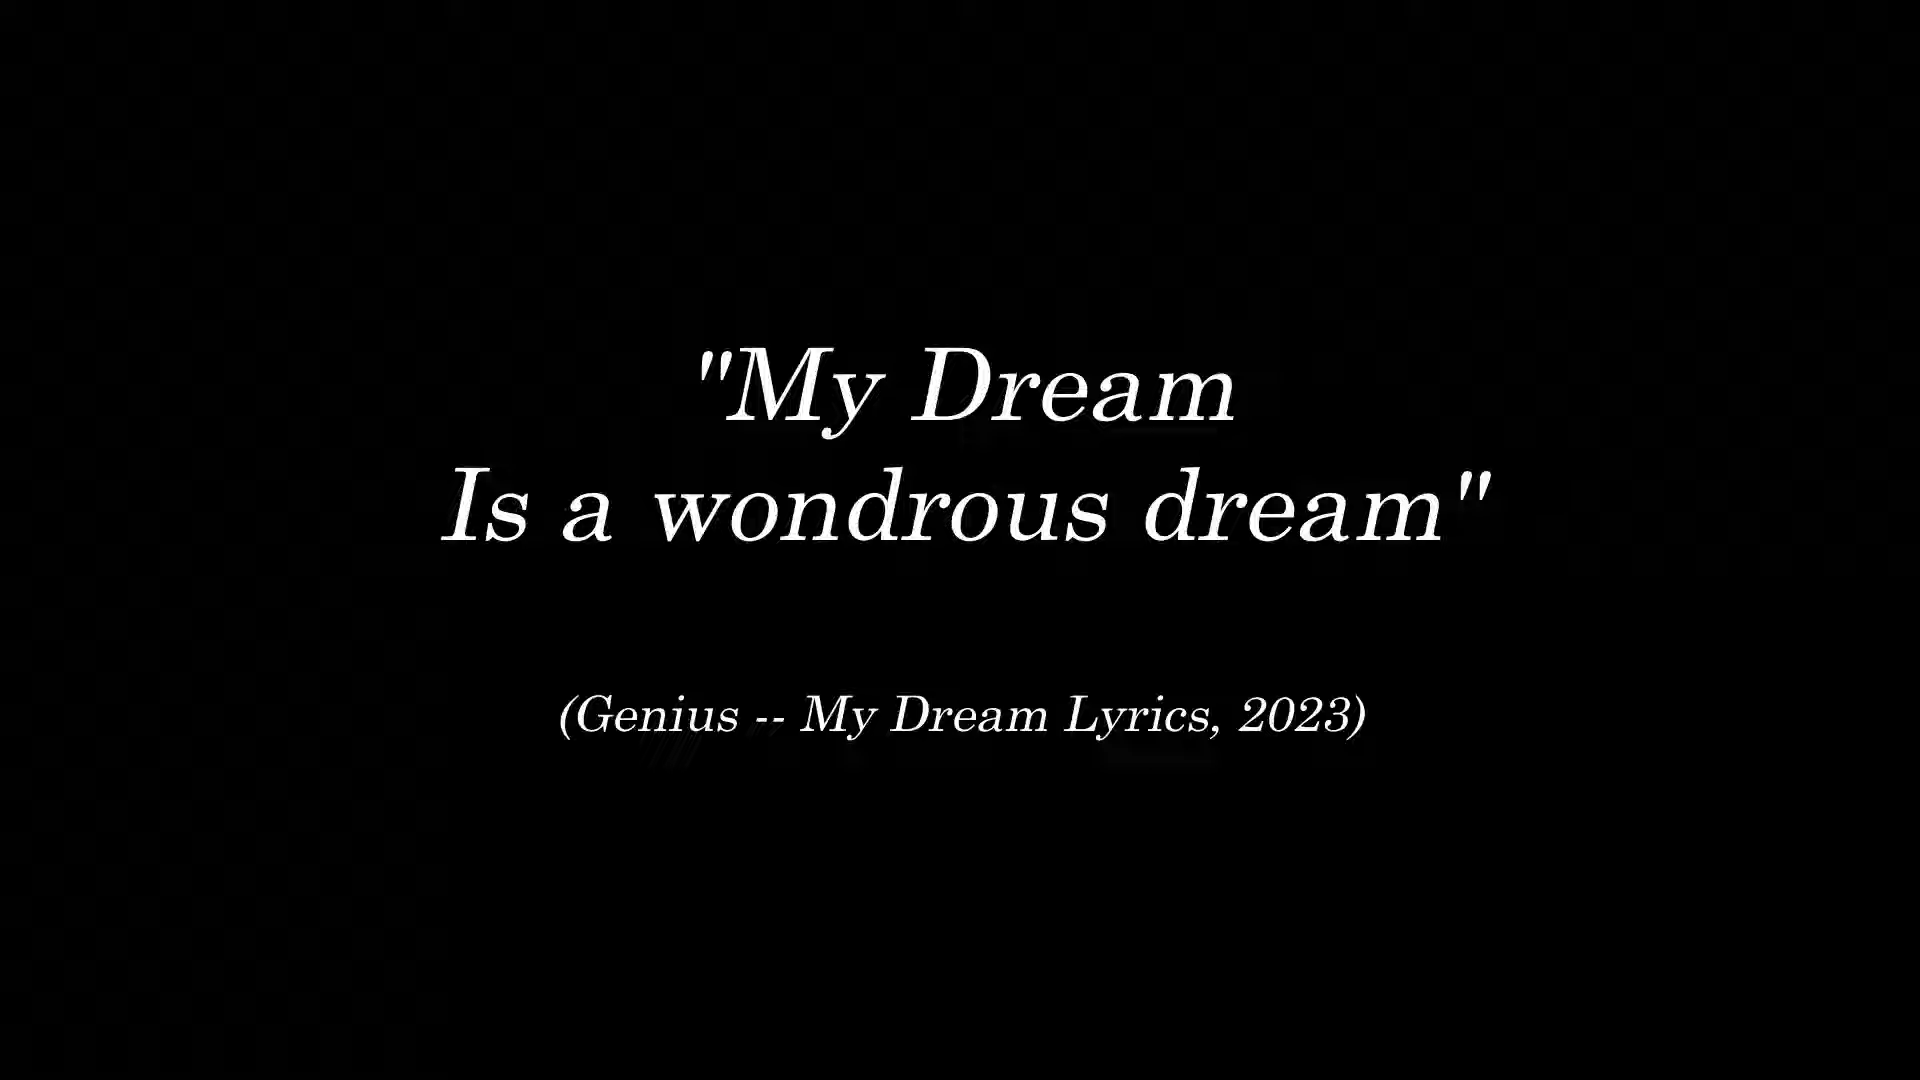 "My Dream
Is a wondrous dream"
(Genius -- My Dream Lyrics, 2023)